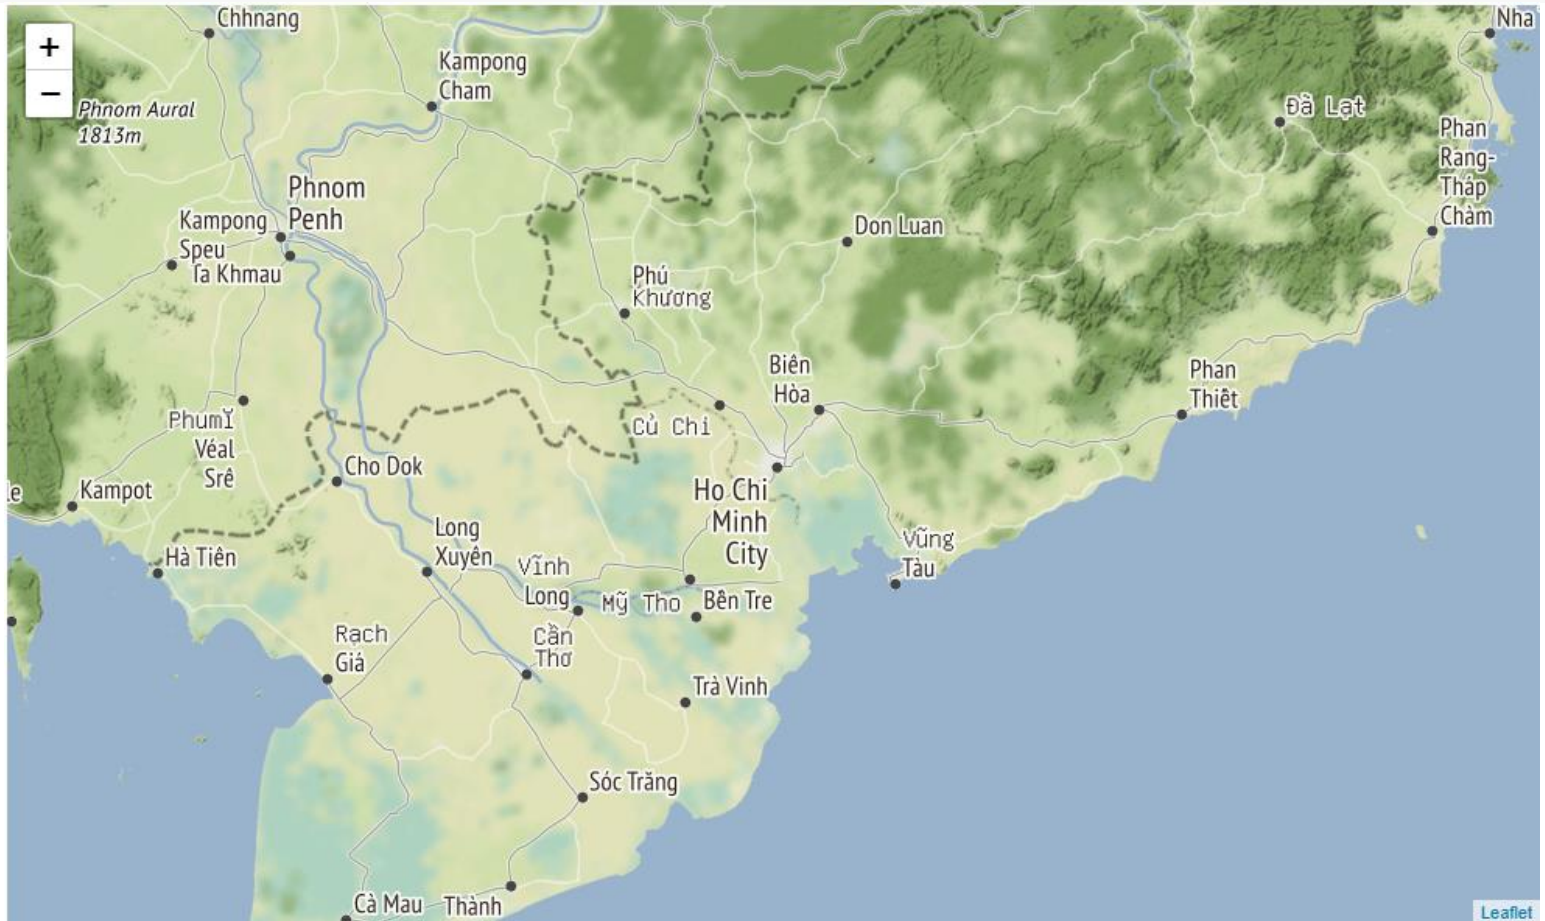 Chhnang
Nha
+
−
Kampong
Cham
Phnom Aural
1813m
Đà Lạt
Phan
Rang-
Tháp
Chàm
Phnom
Penh
Kampong
Speu
Ta Khmau
Don Luan
Phú
Khương
Biên
Hòa
Phan
Thiết
Phumĭ
Véal
Srê
Củ Chi
Cho Dok
le
Kampot
Ho Chi
Minh
City
Long
Xuyên
Vũng
Tàu
Hà Tiên
Vĩnh
Long
Mỹ Tho
Bến Tre
Rạch
Giá
Cần
Thơ
Trà Vinh
Sóc Trăng
Cà Mau
Thành
Leaflet